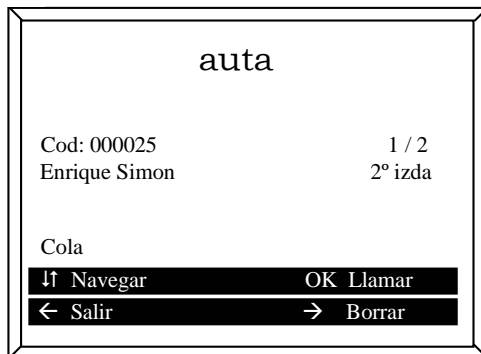 auta
Cod: 000025 1 / 2
Enrique Simon 2º izda
Cola
↓↑ Navegar OK Llamar
← Salir → Borrar